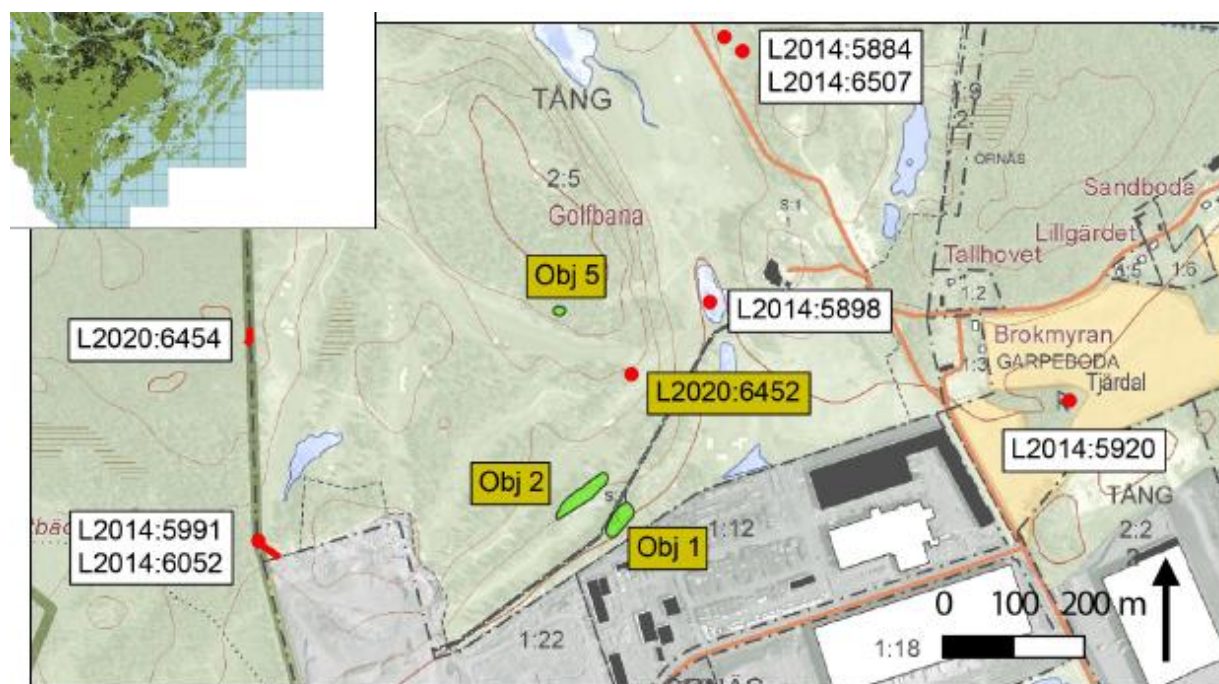 L2014:5884
L2014:6507
TÅNG
ÖRNÄS
2:5
Golfbana
S:1
Sandboda
Lillgärdet
Tallhovet
1:6
Obj 5
1:2
L2014:5898
L2020:6454
Brokmyran
GARPEBODA
1:3
Tjärdal
L2020:6452
L2014:5920
Obj 2
TÅNG
L2014:5991
L2014:6052
Obj 1
1:12
2:2
0 100 200 m
1:22
1:18